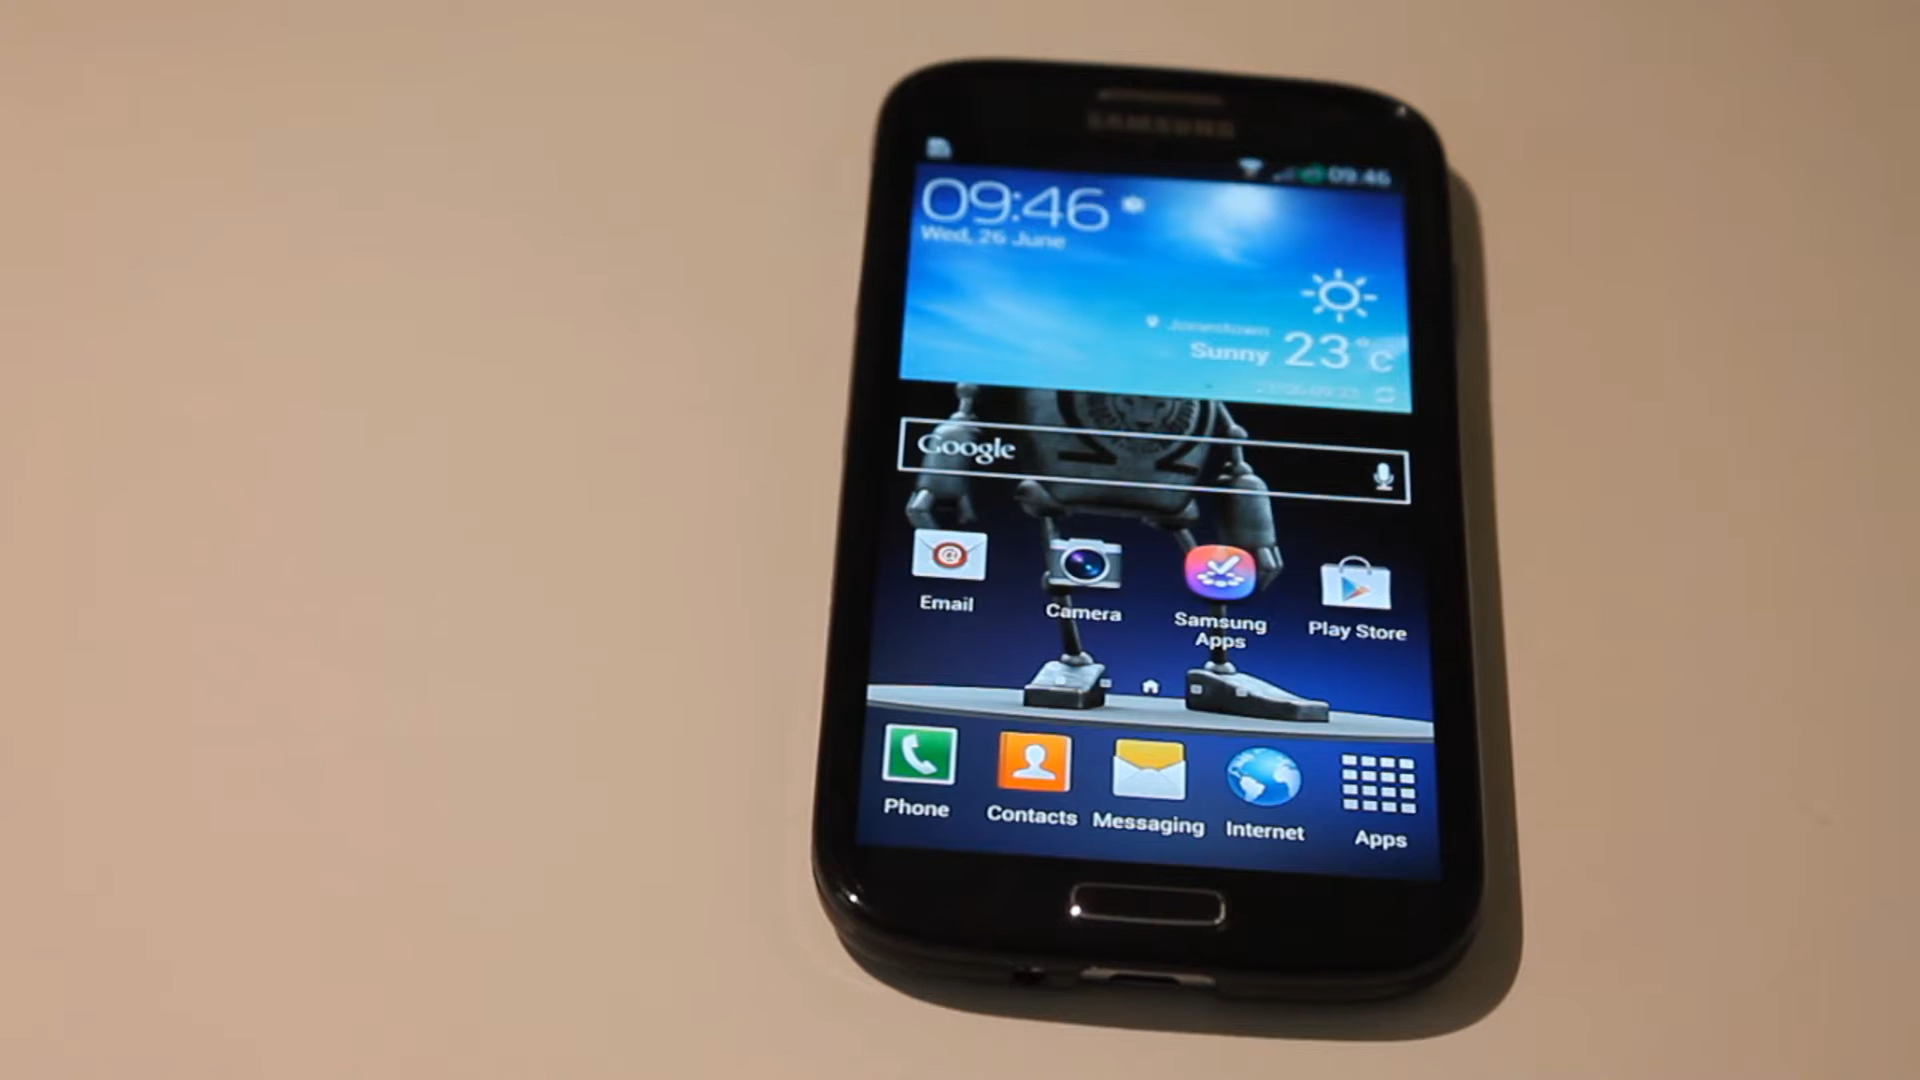 SAMSUNG
09:46
09:46
Wed, 26 June
Jamestown
Sunny 23°C
Google
Email
Camera
Samsung
Apps
Play Store
Phone
Contacts
Messaging
Internet
Apps